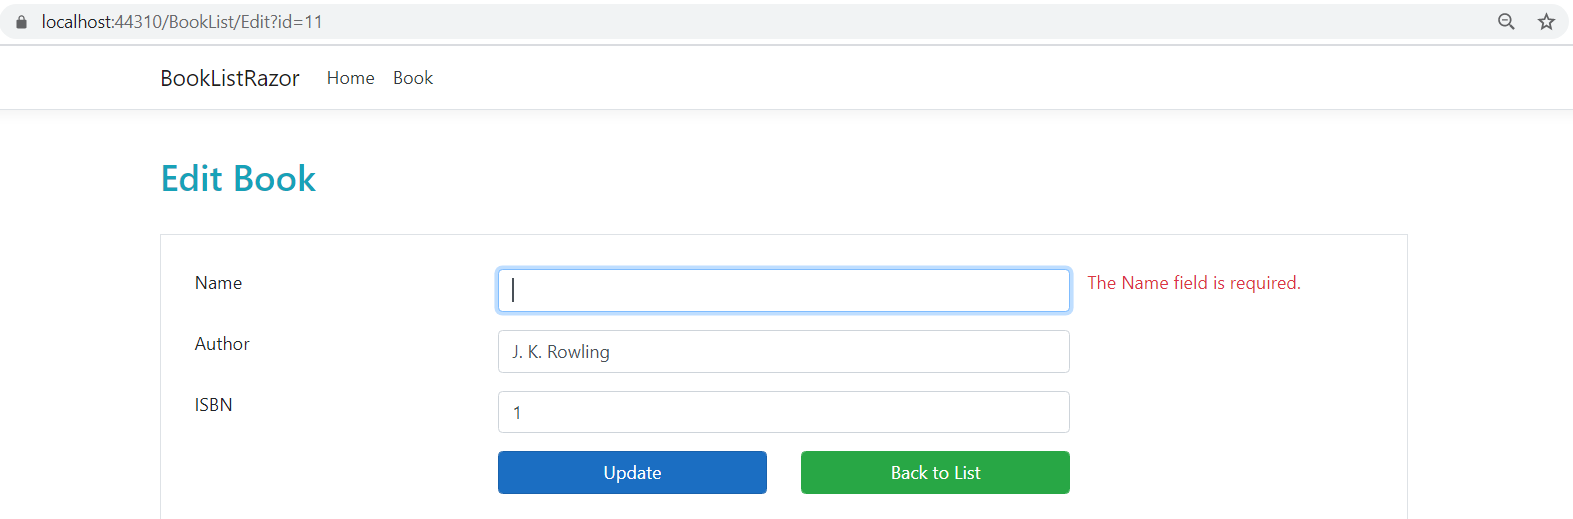 localhost:44310/BookList/Edit?id=11
BookListRazor Home Book
Edit Book
Name The Name field is required.
Author J. K. Rowling
ISBN 1
Update Back to List